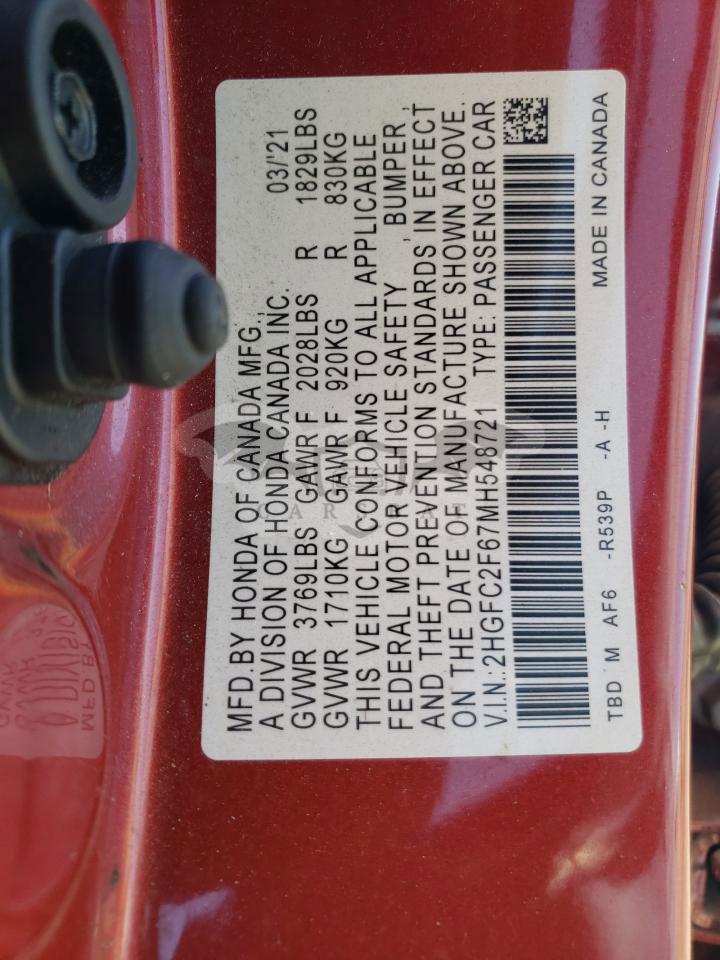 MFD.BY HONDA OF CANADA MFG., 03/'21
A DIVISION OF HONDA CANADA INC.
GVWR 3769LBS GAWR F 2028LBS R 1829LBS
GVWR 1710KG GAWR F 920KG R 830KG
THIS VEHICLE CONFORMS TO ALL APPLICABLE
FEDERAL MOTOR VEHICLE SAFETY , BUMPER ,
AND THEFT PREVENTION STANDARDS IN EFFECT
ON THE DATE OF MANUFACTURE SHOWN ABOVE.
V.I.N.:2HGFC2F67MH548721 TYPE: PASSENGER CAR
TBD M AF6 -R539P -A -H MADE IN CANADA